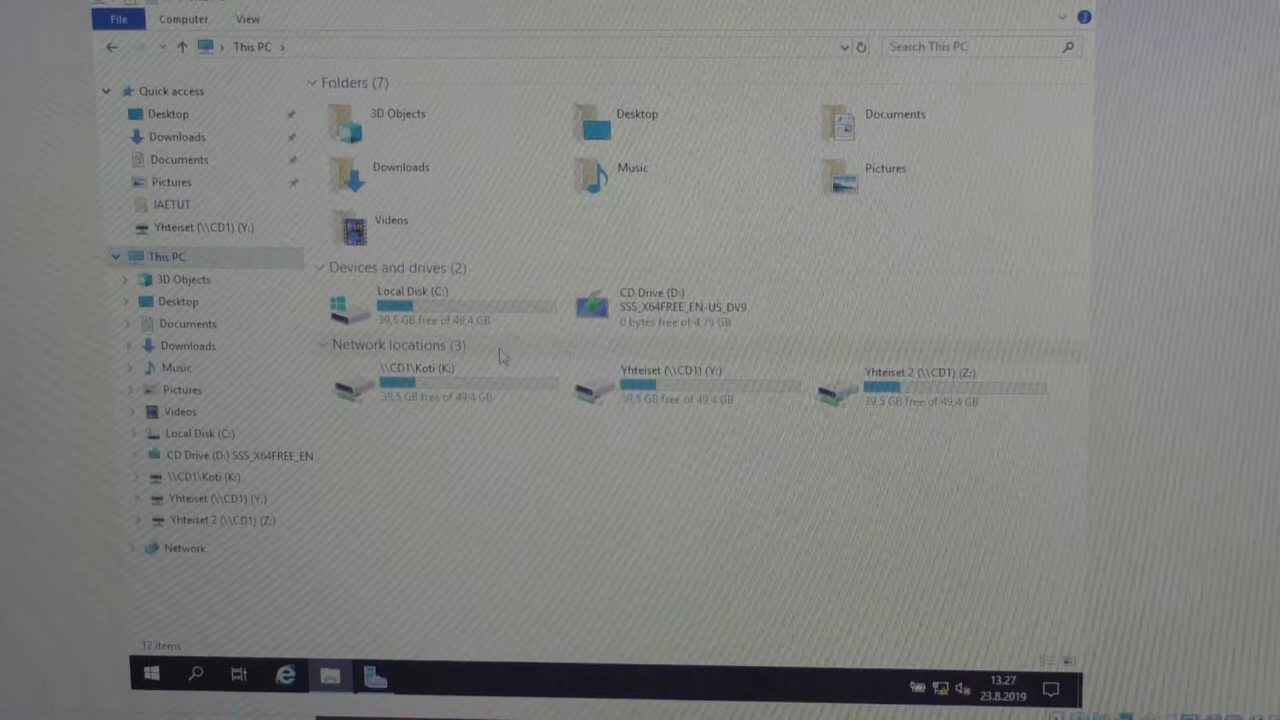 File Computer View
This PC
Search This PC
Quick access
Desktop
Downloads
Documents
Pictures
JAETUT
Yhteiset (\\CD1) (Y:)
This PC
3D Objects
Desktop
Documents
Downloads
Music
Pictures
Videos
Local Disk (C:)
CD Drive (D:) SSS_X64FREE_EN
\\CD1\Koti (K:)
Yhteiset (\\CD1) (Y:)
Yhteiset 2 (\\CD1) (Z:)
Network
Folders (7)
3D Objects
Desktop
Documents
Downloads
Music
Pictures
Videos
Devices and drives (2)
Local Disk (C:)
39,5 GB free of 49,4 GB
CD Drive (D:)
SSS_X64FREE_EN-US_DV9
0 bytes free of 4,75 GB
Network locations (3)
\\CD1\Koti (K:)
39,5 GB free of 49,4 GB
Yhteiset (\\CD1) (Y:)
39,5 GB free of 49,4 GB
Yhteiset 2 (\\CD1) (Z:)
39,5 GB free of 49,4 GB
12 items
13.27
23.8.2019